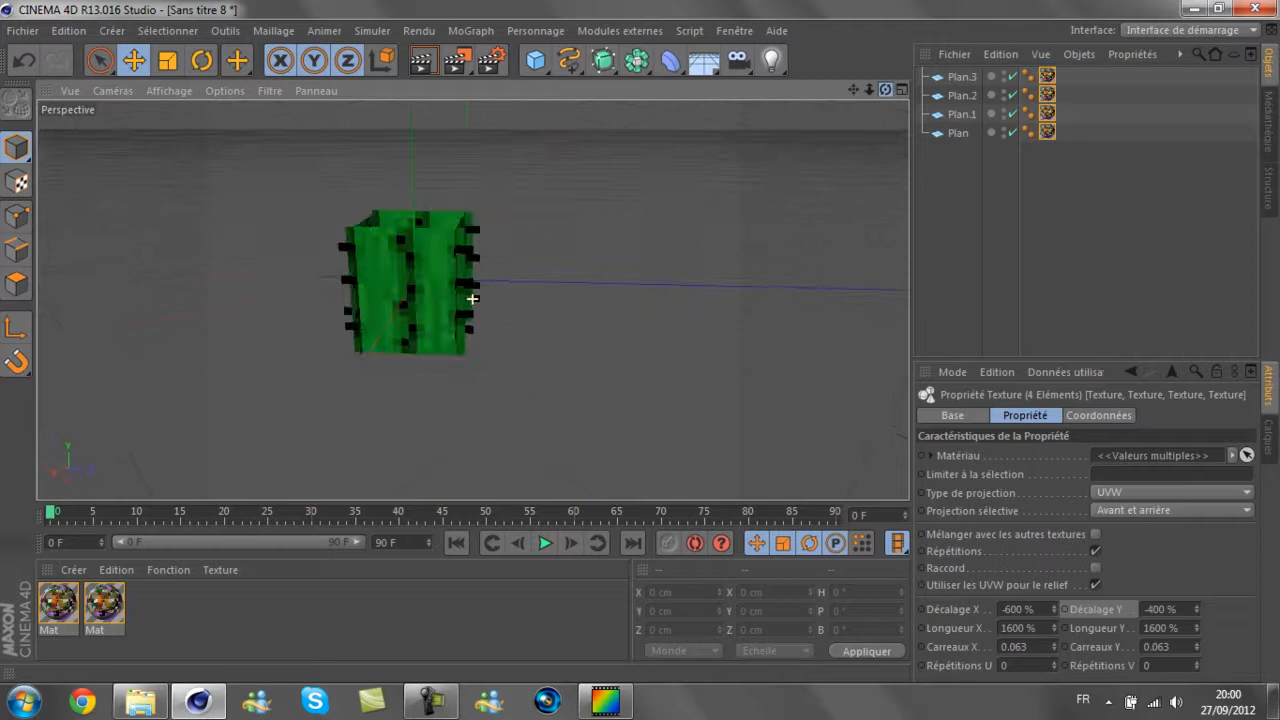 CINEMA 4D R13.016 Studio - [Sans titre 8 *]
Fichier Edition Créer Sélectionner Outils Maillage Animer Simuler Rendu MoGraph Personnage Modules externes Script Fenêtre Aide
Interface: Interface de démarrage
Fichier Edition Vue Objets Propriétés
Vue Caméras Affichage Options Filtre Panneau
Perspective
Plan.3
Plan.2
Plan.1
Plan
Objets
Médiathèque
Structure
Mode Edition Données utilisa
Propriété Texture (4 Eléments) [Texture, Texture, Texture, Texture]
Base Propriété Coordonnées
Caractéristiques de la Propriété
Matériau <<Valeurs multiples>>
Limiter à la sélection
Type de projection UVW
Projection sélective Avant et arrière
Mélanger avec les autres textures
Répétitions
Raccord
Utiliser les UVW pour le relief
Décalage X -600 % Décalage Y -400 %
Longueur X 1600 % Longueur Y 1600 %
Carreaux X 0.063 Carreaux Y 0.063
Répétitions U 0 Répétitions V 0
Attributs
Calques
y
x
z
0 5 10 15 20 25 30 35 40 45 50 55 60 65 70 75 80 85 90 0 F
0 F 0 F 90 F 90 F
Créer Edition Fonction Texture
Mat Mat
-- -- --
X 0 cm X 0 cm H 0 °
Y 0 cm Y 0 cm P 0 °
Z 0 cm Z 0 cm B 0 °
Monde Echelle Appliquer
MAXON CINEMA 4D
FR
20:00
27/09/2012